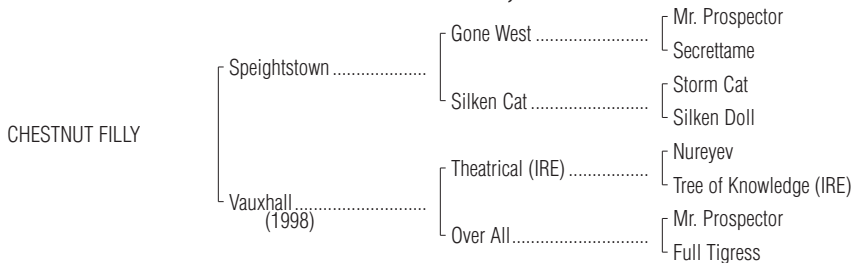 Mr. Prospector
Gone West ........................
Secrettame
Speightstown ....................
Storm Cat
Silken Cat .........................
Silken Doll
CHESTNUT FILLY
Nureyev
Theatrical (IRE) .................
Tree of Knowledge (IRE)
Vauxhall ............................
(1998)
Mr. Prospector
Over All .............................
Full Tigress